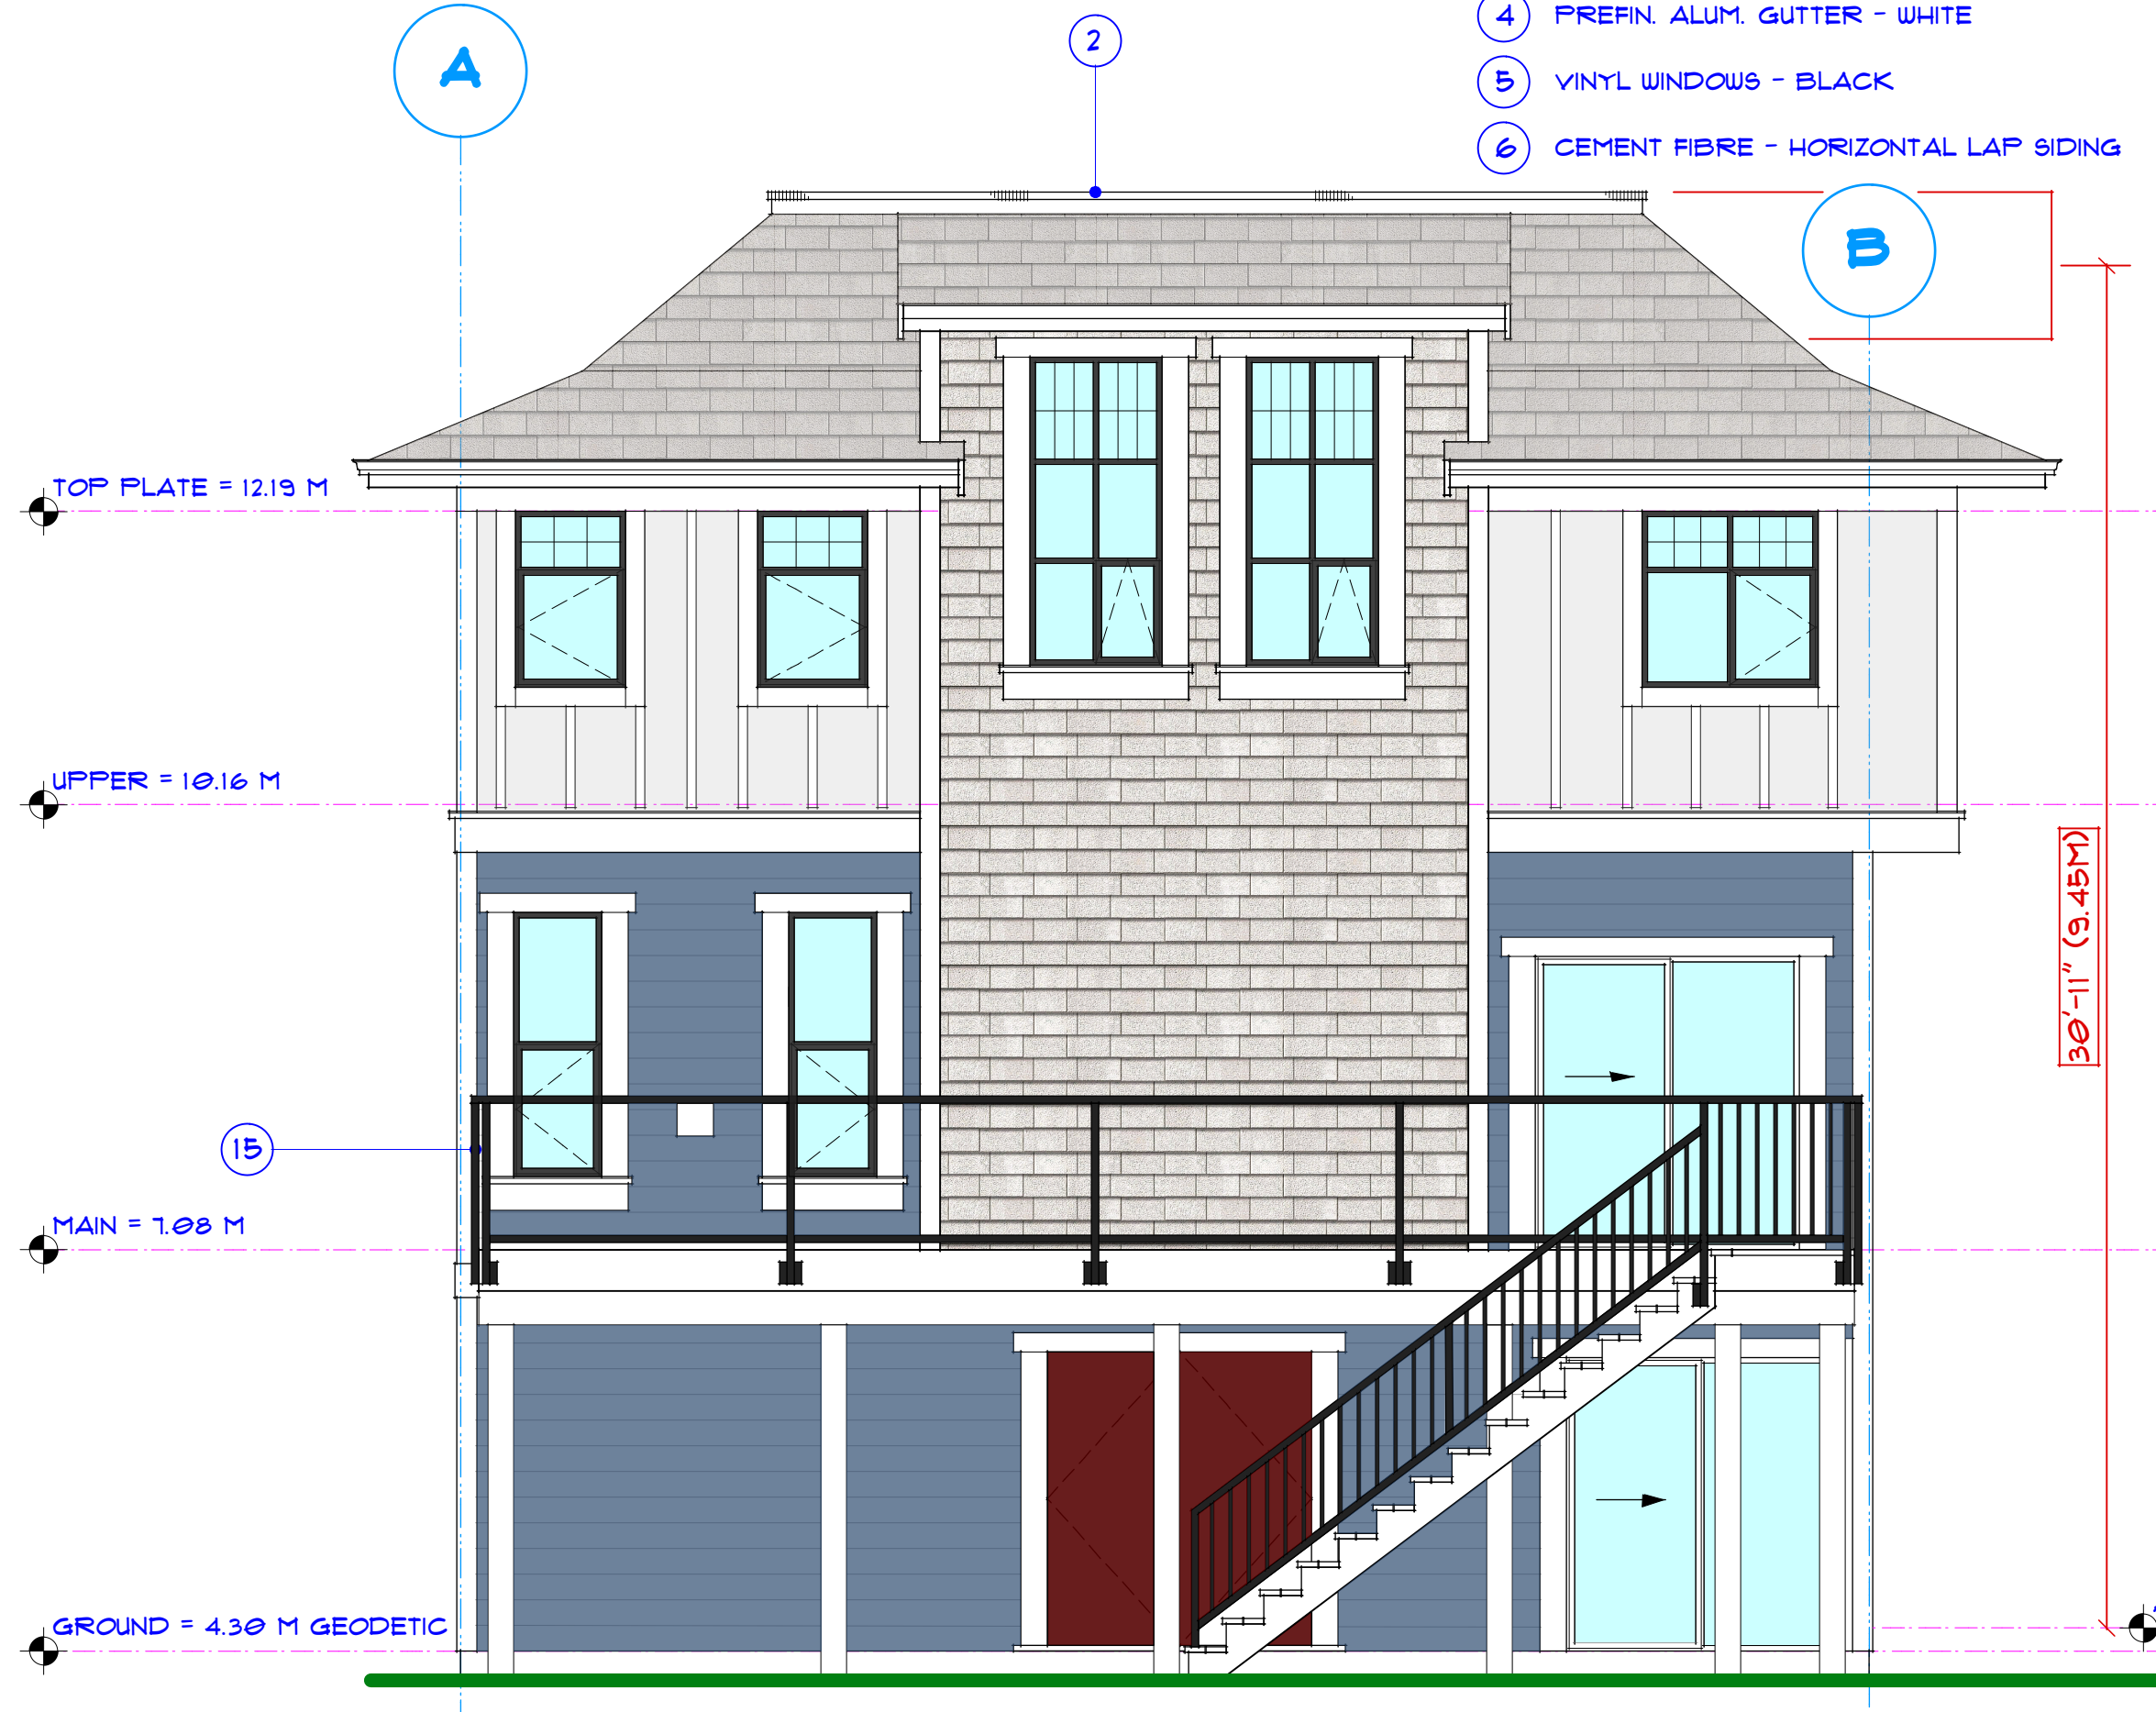 A
2
4 PREFIN. ALUM. GUTTER - WHITE
5 VINYL WINDOWS - BLACK
6 CEMENT FIBRE - HORIZONTAL LAP SIDING
B
TOP PLATE = 12.19 M
UPPER = 10.16 M
30'-11" (9.45M)
15
MAIN = 7.08 M
GROUND = 4.30 M GEODETIC